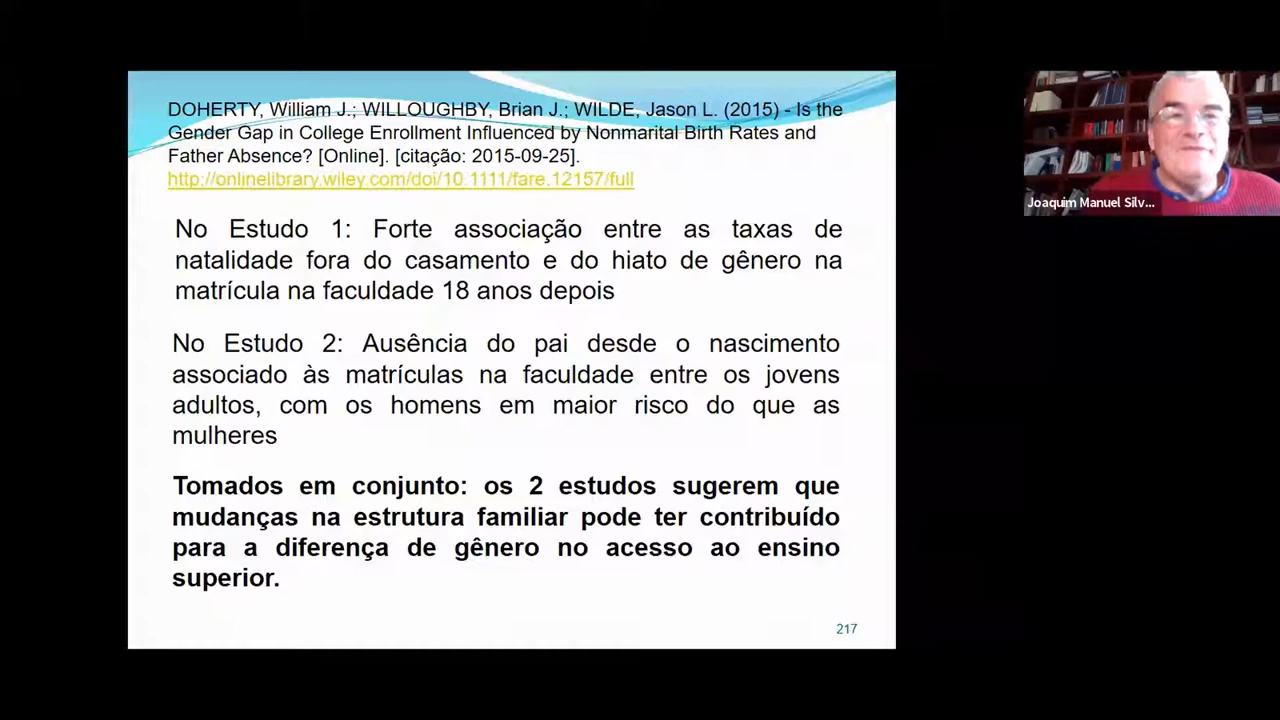 DOHERTY, William J.; WILLOUGHBY, Brian J.; WILDE, Jason L. (2015) - Is the
Gender Gap in College Enrollment Influenced by Nonmarital Birth Rates and
Father Absence? [Online]. [citação: 2015-09-25].
http://onlinelibrary.wiley.com/doi/10.1111/fare.12157/full
No Estudo 1: Forte associação entre as taxas de
natalidade fora do casamento e do hiato de gênero na
matrícula na faculdade 18 anos depois
No Estudo 2: Ausência do pai desde o nascimento
associado às matrículas na faculdade entre os jovens
adultos, com os homens em maior risco do que as
mulheres
Tomados em conjunto: os 2 estudos sugerem que
mudanças na estrutura familiar pode ter contribuído
para a diferença de gênero no acesso ao ensino
superior.
217
Joaquim Manuel Silv...